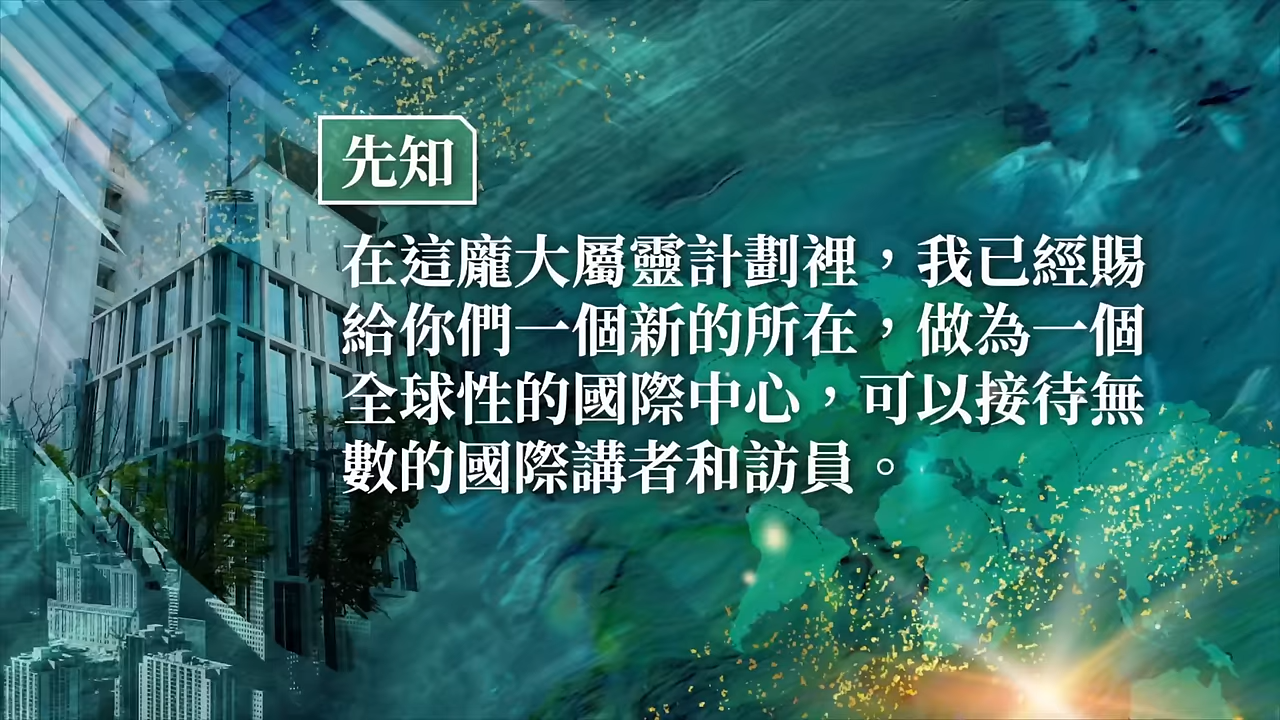 先知
在這龐大屬靈計劃裡，我已經賜
給你們一個新的所在，做為一個
全球性的國際中心，可以接待無
數的國際講者和訪員。